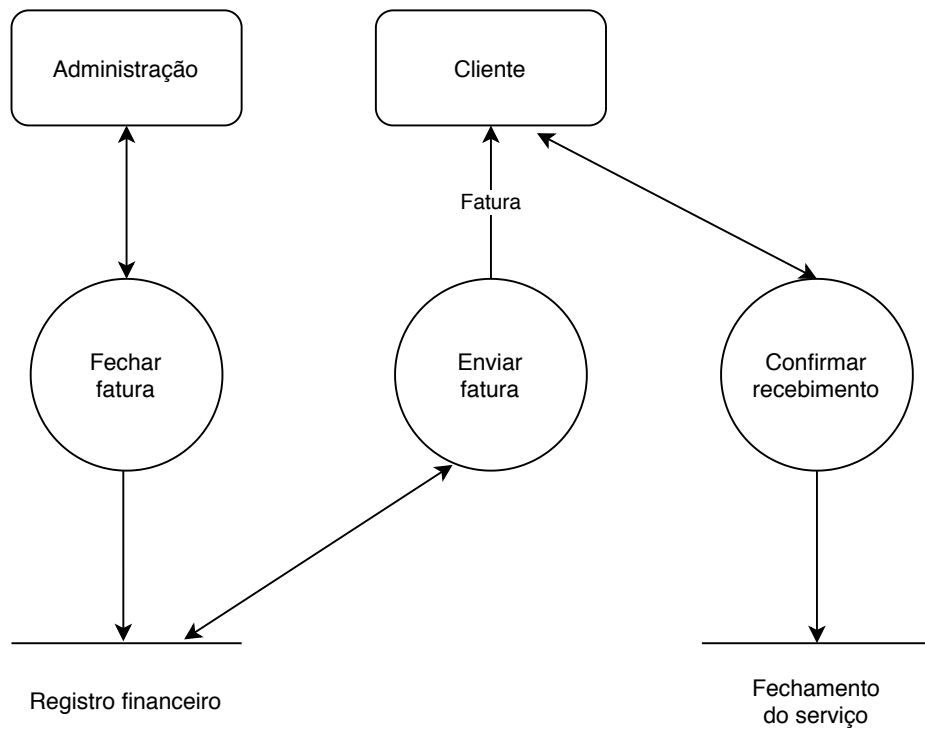 Administração
Cliente
Fatura
Fechar
fatura
Enviar
fatura
Confirmar
recebimento
Registro financeiro
Fechamento
do serviço